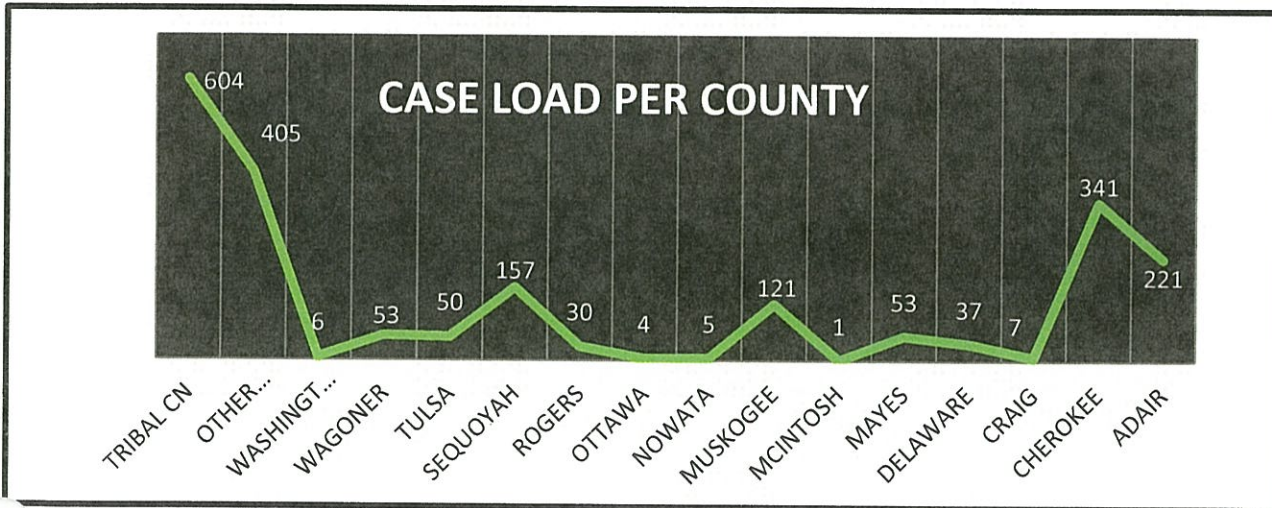 CASE LOAD PER COUNTY
604
405
6
53
50
157
30
4
5
121
1
53
37
7
341
221
TRIBAL CN
OTHER...
WASHINGT...
WAGONER
TULSA
SEQUOYAH
ROGERS
OTTAWA
NOWATA
MUSKOGEE
MCINTOSH
MAYES
DELAWARE
CRAIG
CHEROKEE
ADAIR